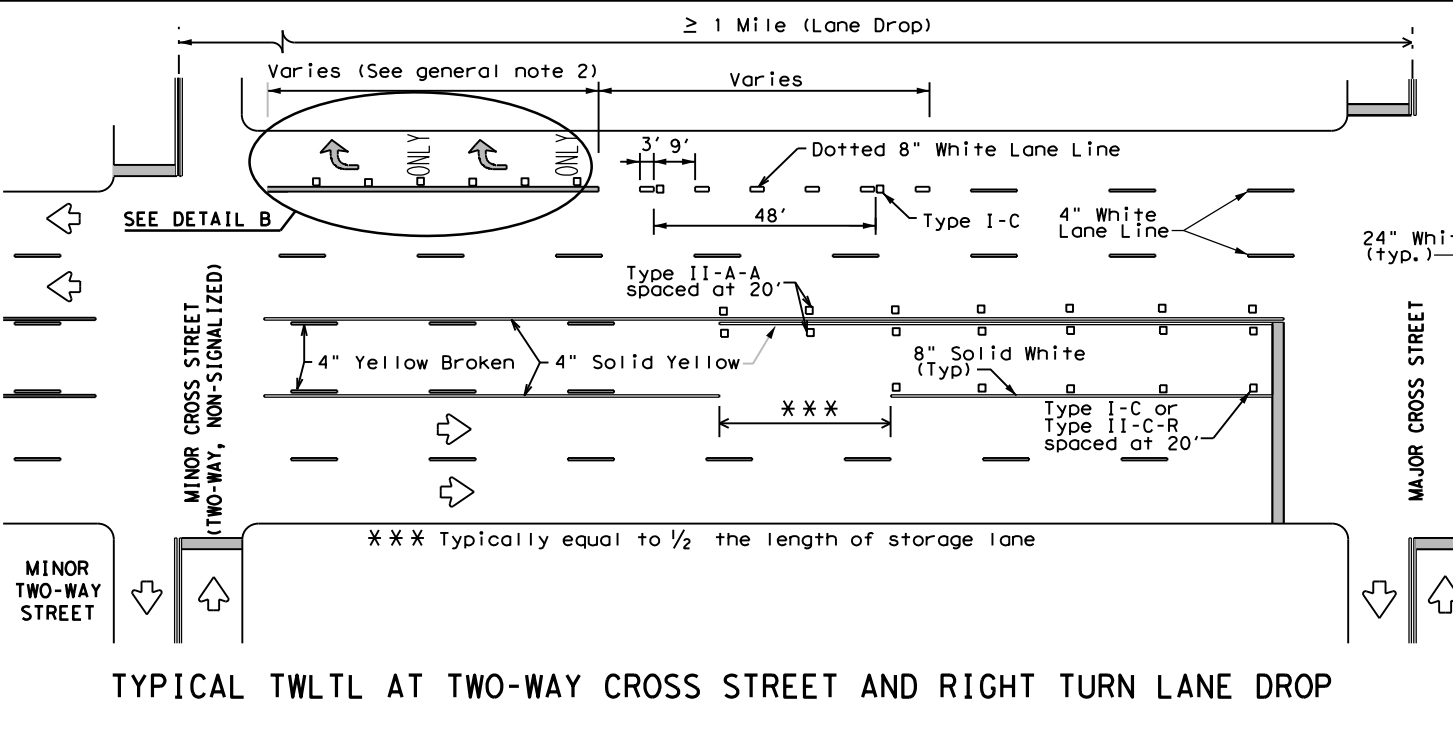 ≥ 1 Mile (Lane Drop)
Varies (See general note 2)
Varies
ONLY
ONLY
3' 9'
Dotted 8" White Lane Line
SEE DETAIL B
48'
Type I-C
4" White
Lane Line
24" Whi
(typ.)
Type II-A-A
spaced at 20'
MINOR CROSS STREET
(TWO-WAY, NON-SIGNALIZED)
4" Yellow Broken
4" Solid Yellow
8" Solid White
(Typ)
***
Type I-C or
Type II-C-R
spaced at 20'
MAJOR CROSS STREET
*** Typically equal to 1/2 the length of storage lane
MINOR
TWO-WAY
STREET
TYPICAL TWLTL AT TWO-WAY CROSS STREET AND RIGHT TURN LANE DROP